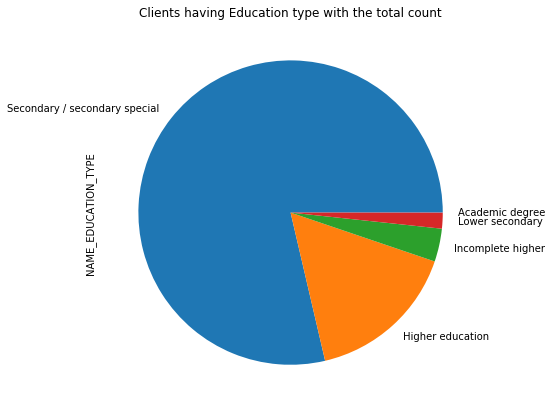 Clients having Education type with the total count
Secondary / secondary special
NAME_EDUCATION_TYPE
Academic degree
Lower secondary
Incomplete higher
Higher education